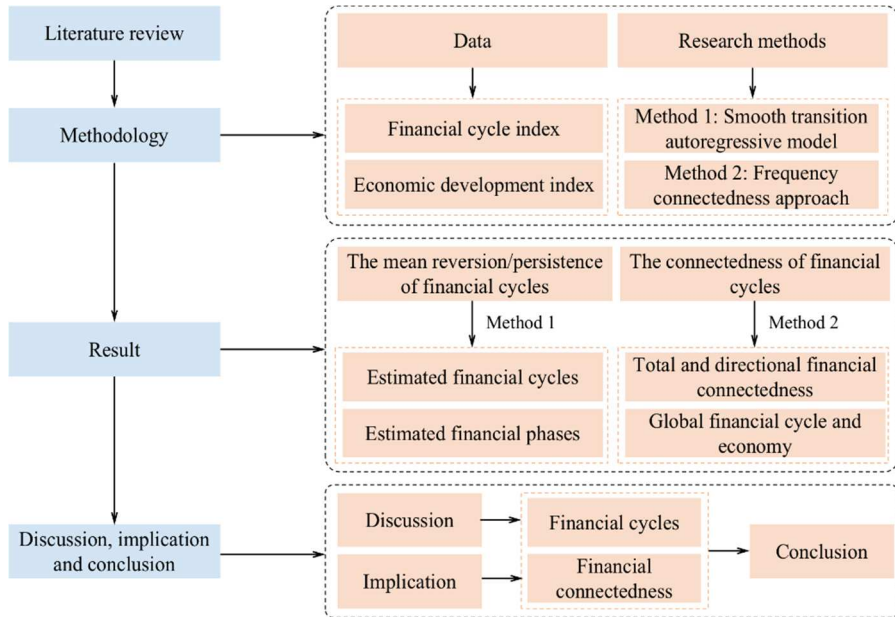 Literature review
Methodology
Result
Discussion, implication
and conclusion
Data
Research methods
Financial cycle index
Economic development index
Method 1: Smooth transition
autoregressive model
Method 2: Frequency
connectedness approach
The mean reversion/persistence
of financial cycles
The connectedness of financial
cycles
Method 1
Method 2
Estimated financial cycles
Estimated financial phases
Total and directional financial
connectedness
Global financial cycle and
economy
Discussion
Implication
Financial cycles
Financial
connectedness
Conclusion